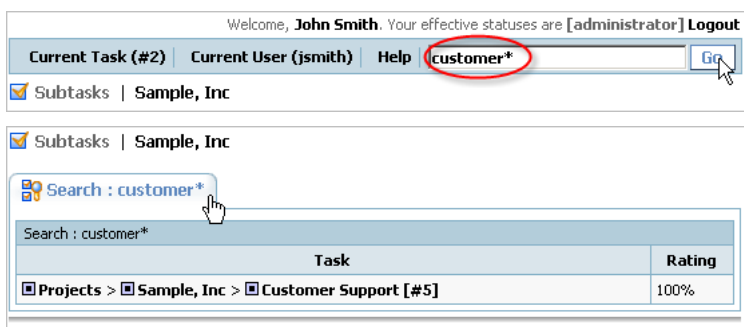 Welcome, John Smith. Your effective statuses are [administrator] Logout
Current Task (#2) | Current User (jsmith) | Help | customer* Go
Subtasks | Sample, Inc
Subtasks | Sample, Inc
Search : customer*
Search : customer*
Task Rating
Projects > Sample, Inc > Customer Support [#5] 100%